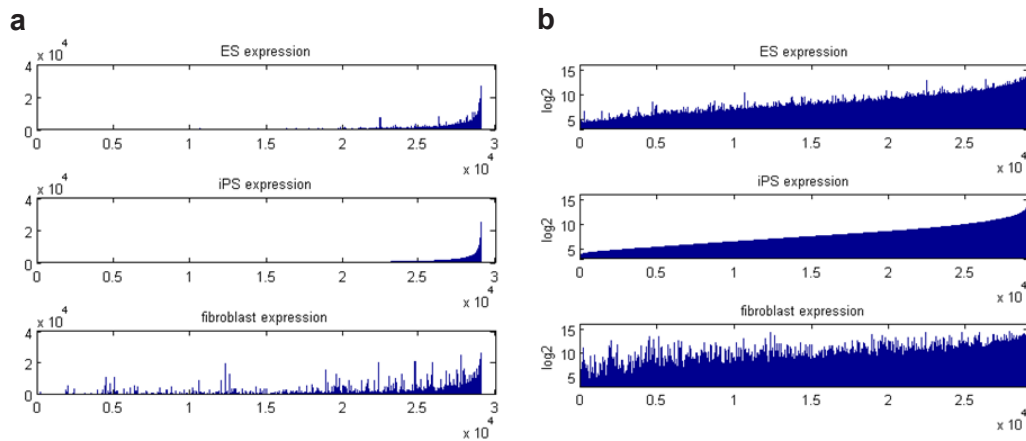 a
ES expression
x 10^4
4
2
0
0 0.5 1 1.5 2 2.5 3
x 10^4
iPS expression
x 10^4
4
2
0
0 0.5 1 1.5 2 2.5 3
x 10^4
fibroblast expression
x 10^4
4
2
0
0 0.5 1 1.5 2 2.5 3
x 10^4
b
ES expression
log2
15
10
5
0 0.5 1 1.5 2 2.5
x 10^4
iPS expression
log2
15
10
5
0 0.5 1 1.5 2 2.5
x 10^4
fibroblast expression
log2
15
10
5
0 0.5 1 1.5 2 2.5
x 10^4